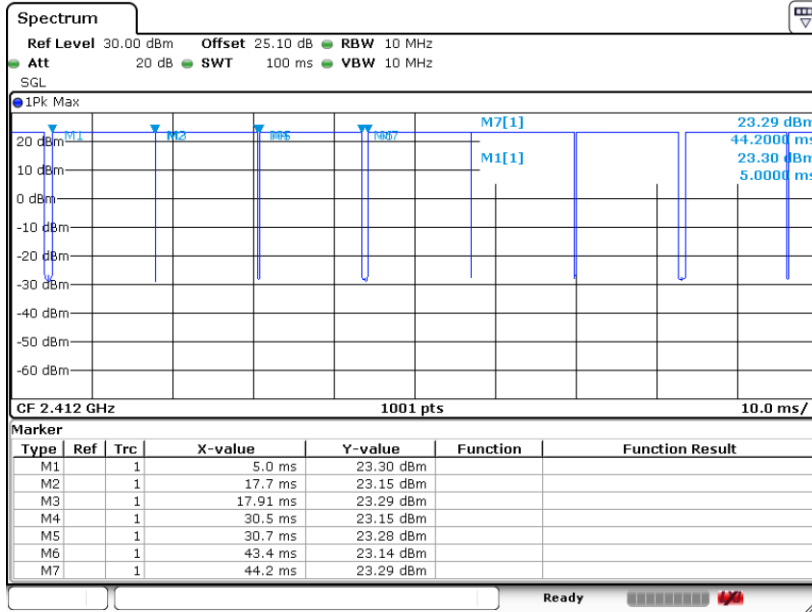 Spectrum
Ref Level 30.00 dBm Offset 25.10 dB RBW 10 MHz
Att 20 dB SWT 100 ms VBW 10 MHz
SGL
1Pk Max
M7[1] 23.29 dBm
44.2000 ms
M1[1] 23.30 dBm
5.0000 ms
M1
20 dBm
10 dBm
0 dBm
-10 dBm
-20 dBm
-30 dBm
-40 dBm
-50 dBm
-60 dBm
CF 2.412 GHz 1001 pts 10.0 ms/
Marker
Type Ref Trc X-value Y-value Function Function Result
M1 1 5.0 ms 23.30 dBm
M2 1 17.7 ms 23.15 dBm
M3 1 17.91 ms 23.29 dBm
M4 1 30.5 ms 23.15 dBm
M5 1 30.7 ms 23.28 dBm
M6 1 43.4 ms 23.14 dBm
M7 1 44.2 ms 23.29 dBm
Ready